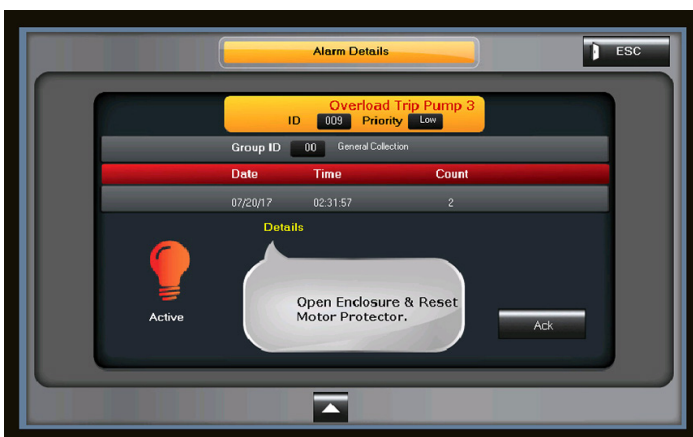 Alarm Details
ESC
Overload Trip Pump 3
ID 009 Priority Low
Group ID 00 General Collection
Date Time Count
07/20/17 02:31:57 2
Details
Open Enclosure & Reset
Motor Protector.
Active
Ack